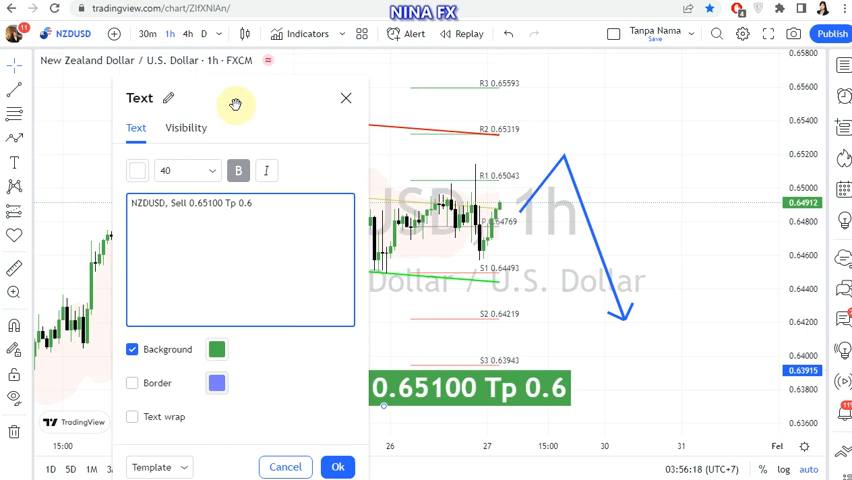 tradingview.com/chart/ZIfXNIAn/
NINA FX
11
NZDUSD
30m 1h 4h D
Indicators
Alert
Replay
Tanpa Nama
Save
Publish
New Zealand Dollar / U.S. Dollar · 1h · FXCM
Text
Text
Visibility
40
B
I
NZDUSD, Sell 0.65100 Tp 0.6
Background
Border
Text wrap
Template
Cancel
Ok
R3 0.65593
R2 0.65319
R1 0.65043
P 0.64769
S1 0.64493
S2 0.64219
S3 0.63943
USD, 1h
Dollar / U.S. Dollar
0.65100 Tp 0.6
0.65800
0.65600
0.65400
0.65200
0.65000
0.64912
0.64800
0.64600
0.64400
0.64200
0.64000
0.63915
0.63800
0.63600
TradingView
15:00
26
27
15:00
30
31
Fel
1D 5D 1M
03:56:18 (UTC+7)
%
log
auto
11